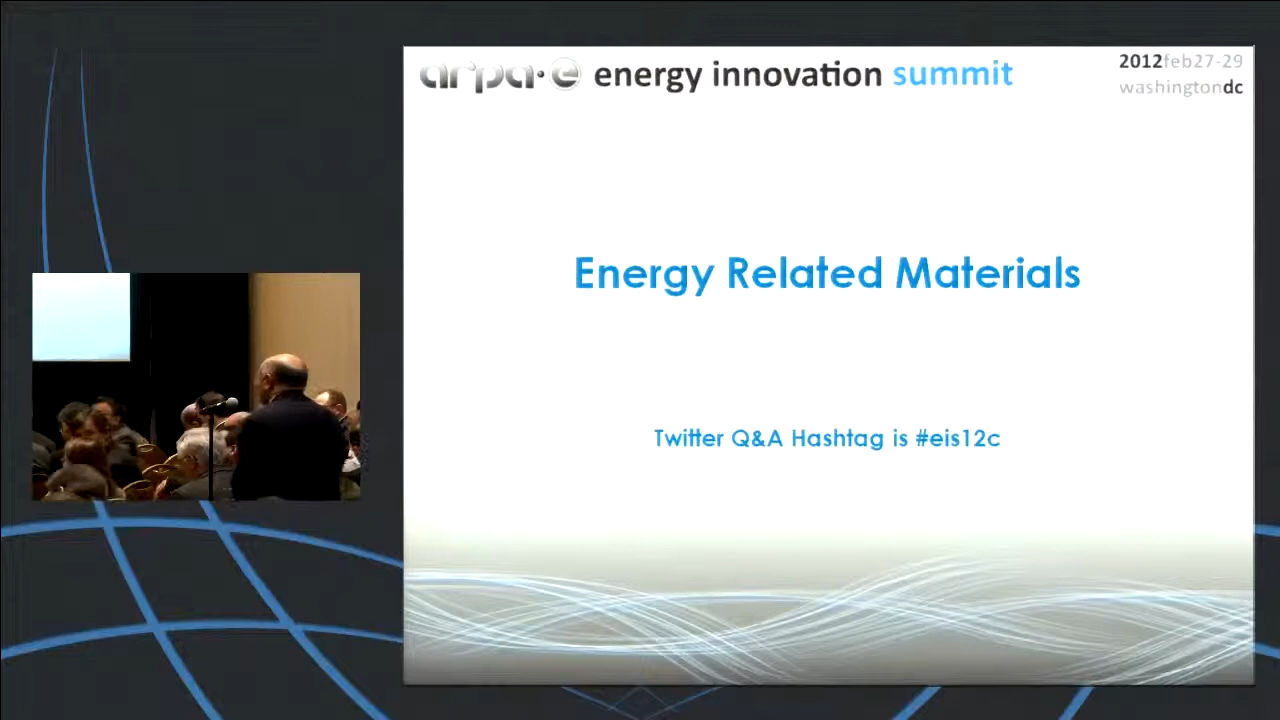 arpa·e energy innovation summit
2012feb27-29
washingtondc
Energy Related Materials
Twitter Q&A Hashtag is #eis12c